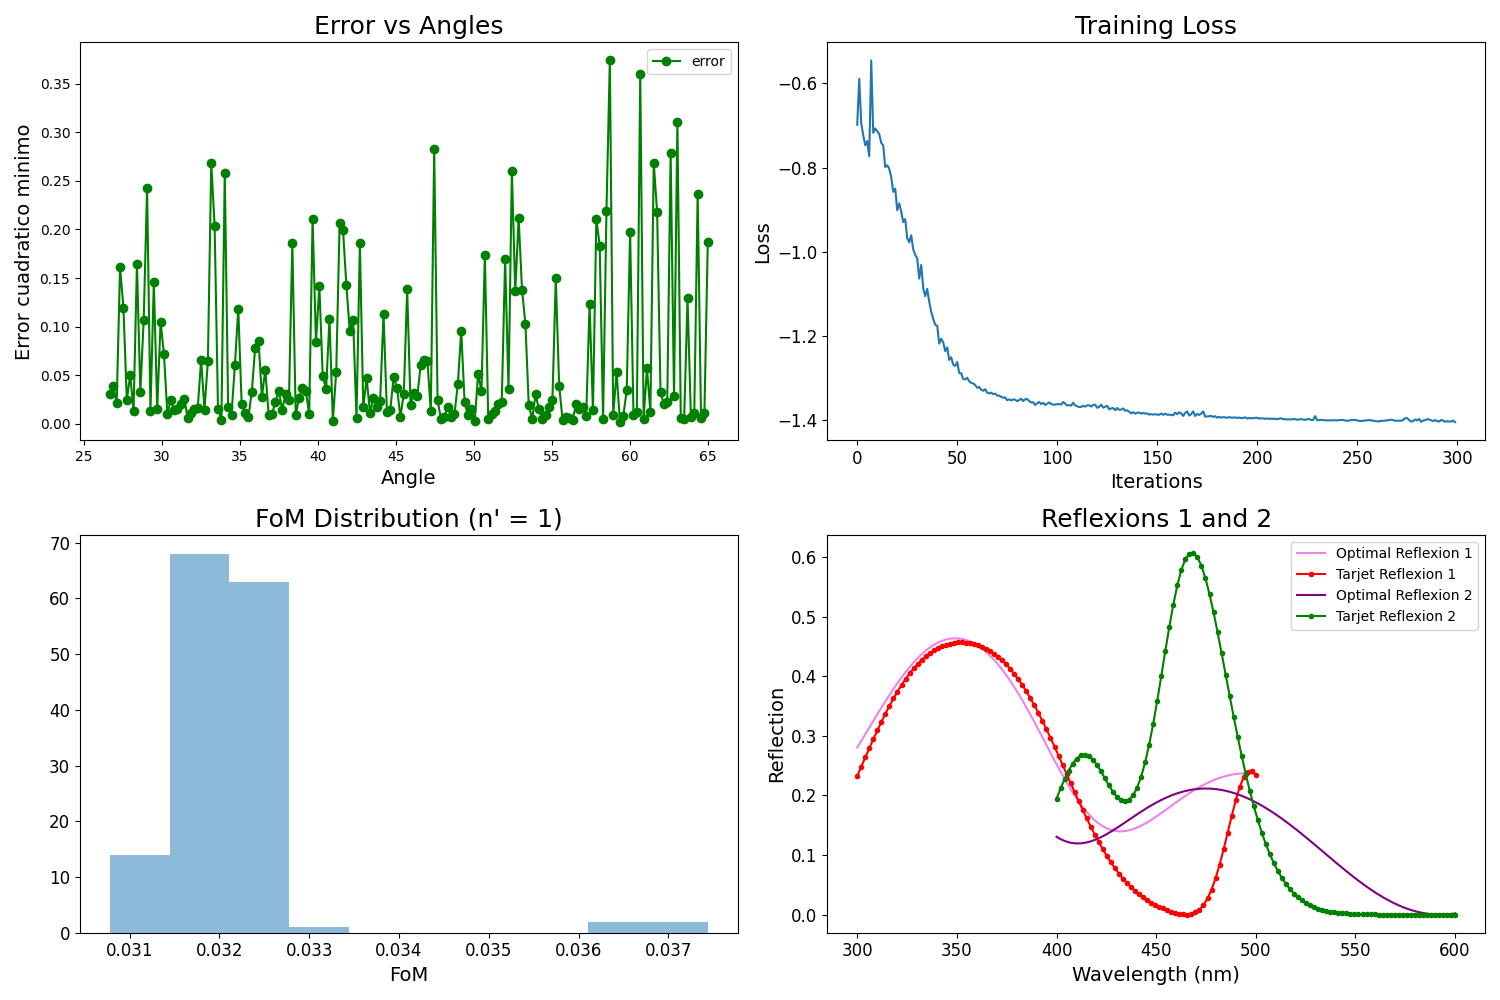 Error vs Angles
error
0.35
0.30
0.25
0.20
0.15
0.10
0.05
0.00
Error cuadratico minimo
25 30 35 40 45 50 55 60 65
Angle
Training Loss
−0.6
−0.8
−1.0
−1.2
−1.4
Loss
0 50 100 150 200 250 300
Iterations
FoM Distribution (n' = 1)
70
60
50
40
30
20
10
0
0.031 0.032 0.033 0.034 0.035 0.036 0.037
FoM
Reflexions 1 and 2
Optimal Reflexion 1
Tarjet Reflexion 1
Optimal Reflexion 2
Tarjet Reflexion 2
0.6
0.5
0.4
0.3
0.2
0.1
0.0
Reflection
300 350 400 450 500 550 600
Wavelength (nm)